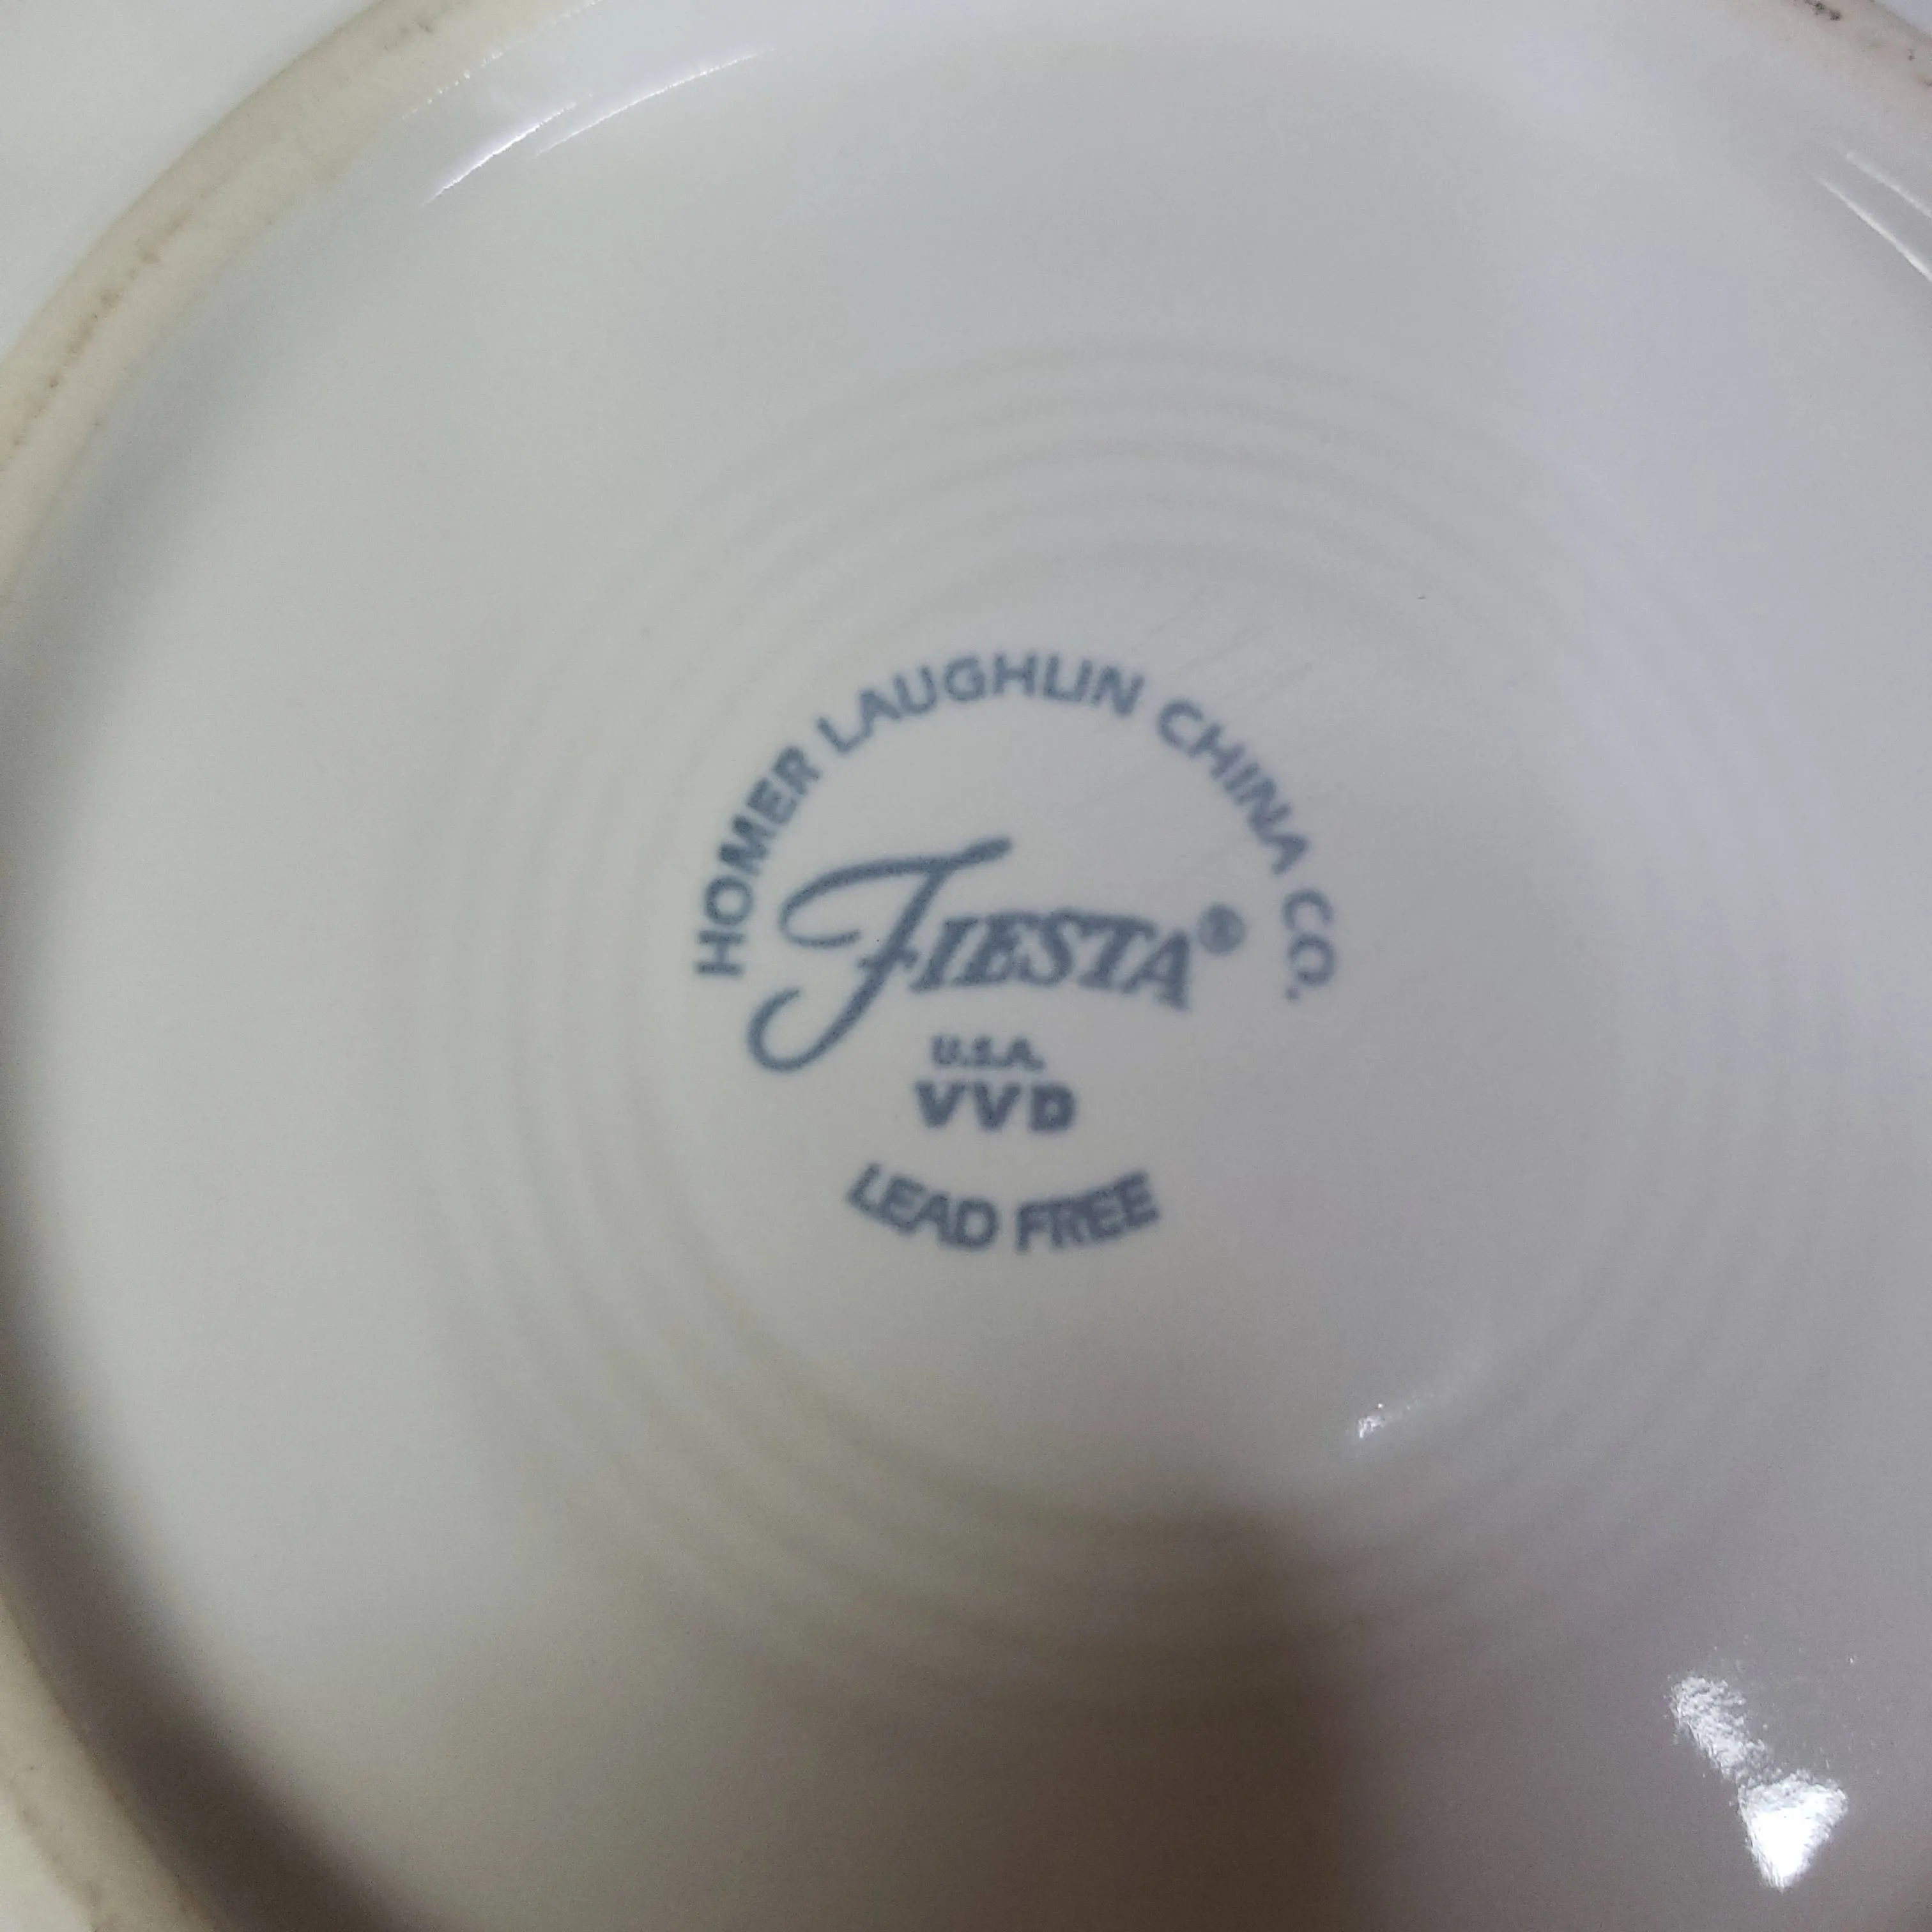 HOMER LAUGHLIN CHINA CO.
FIESTA®
U.S.A.
VVD
LEAD FREE